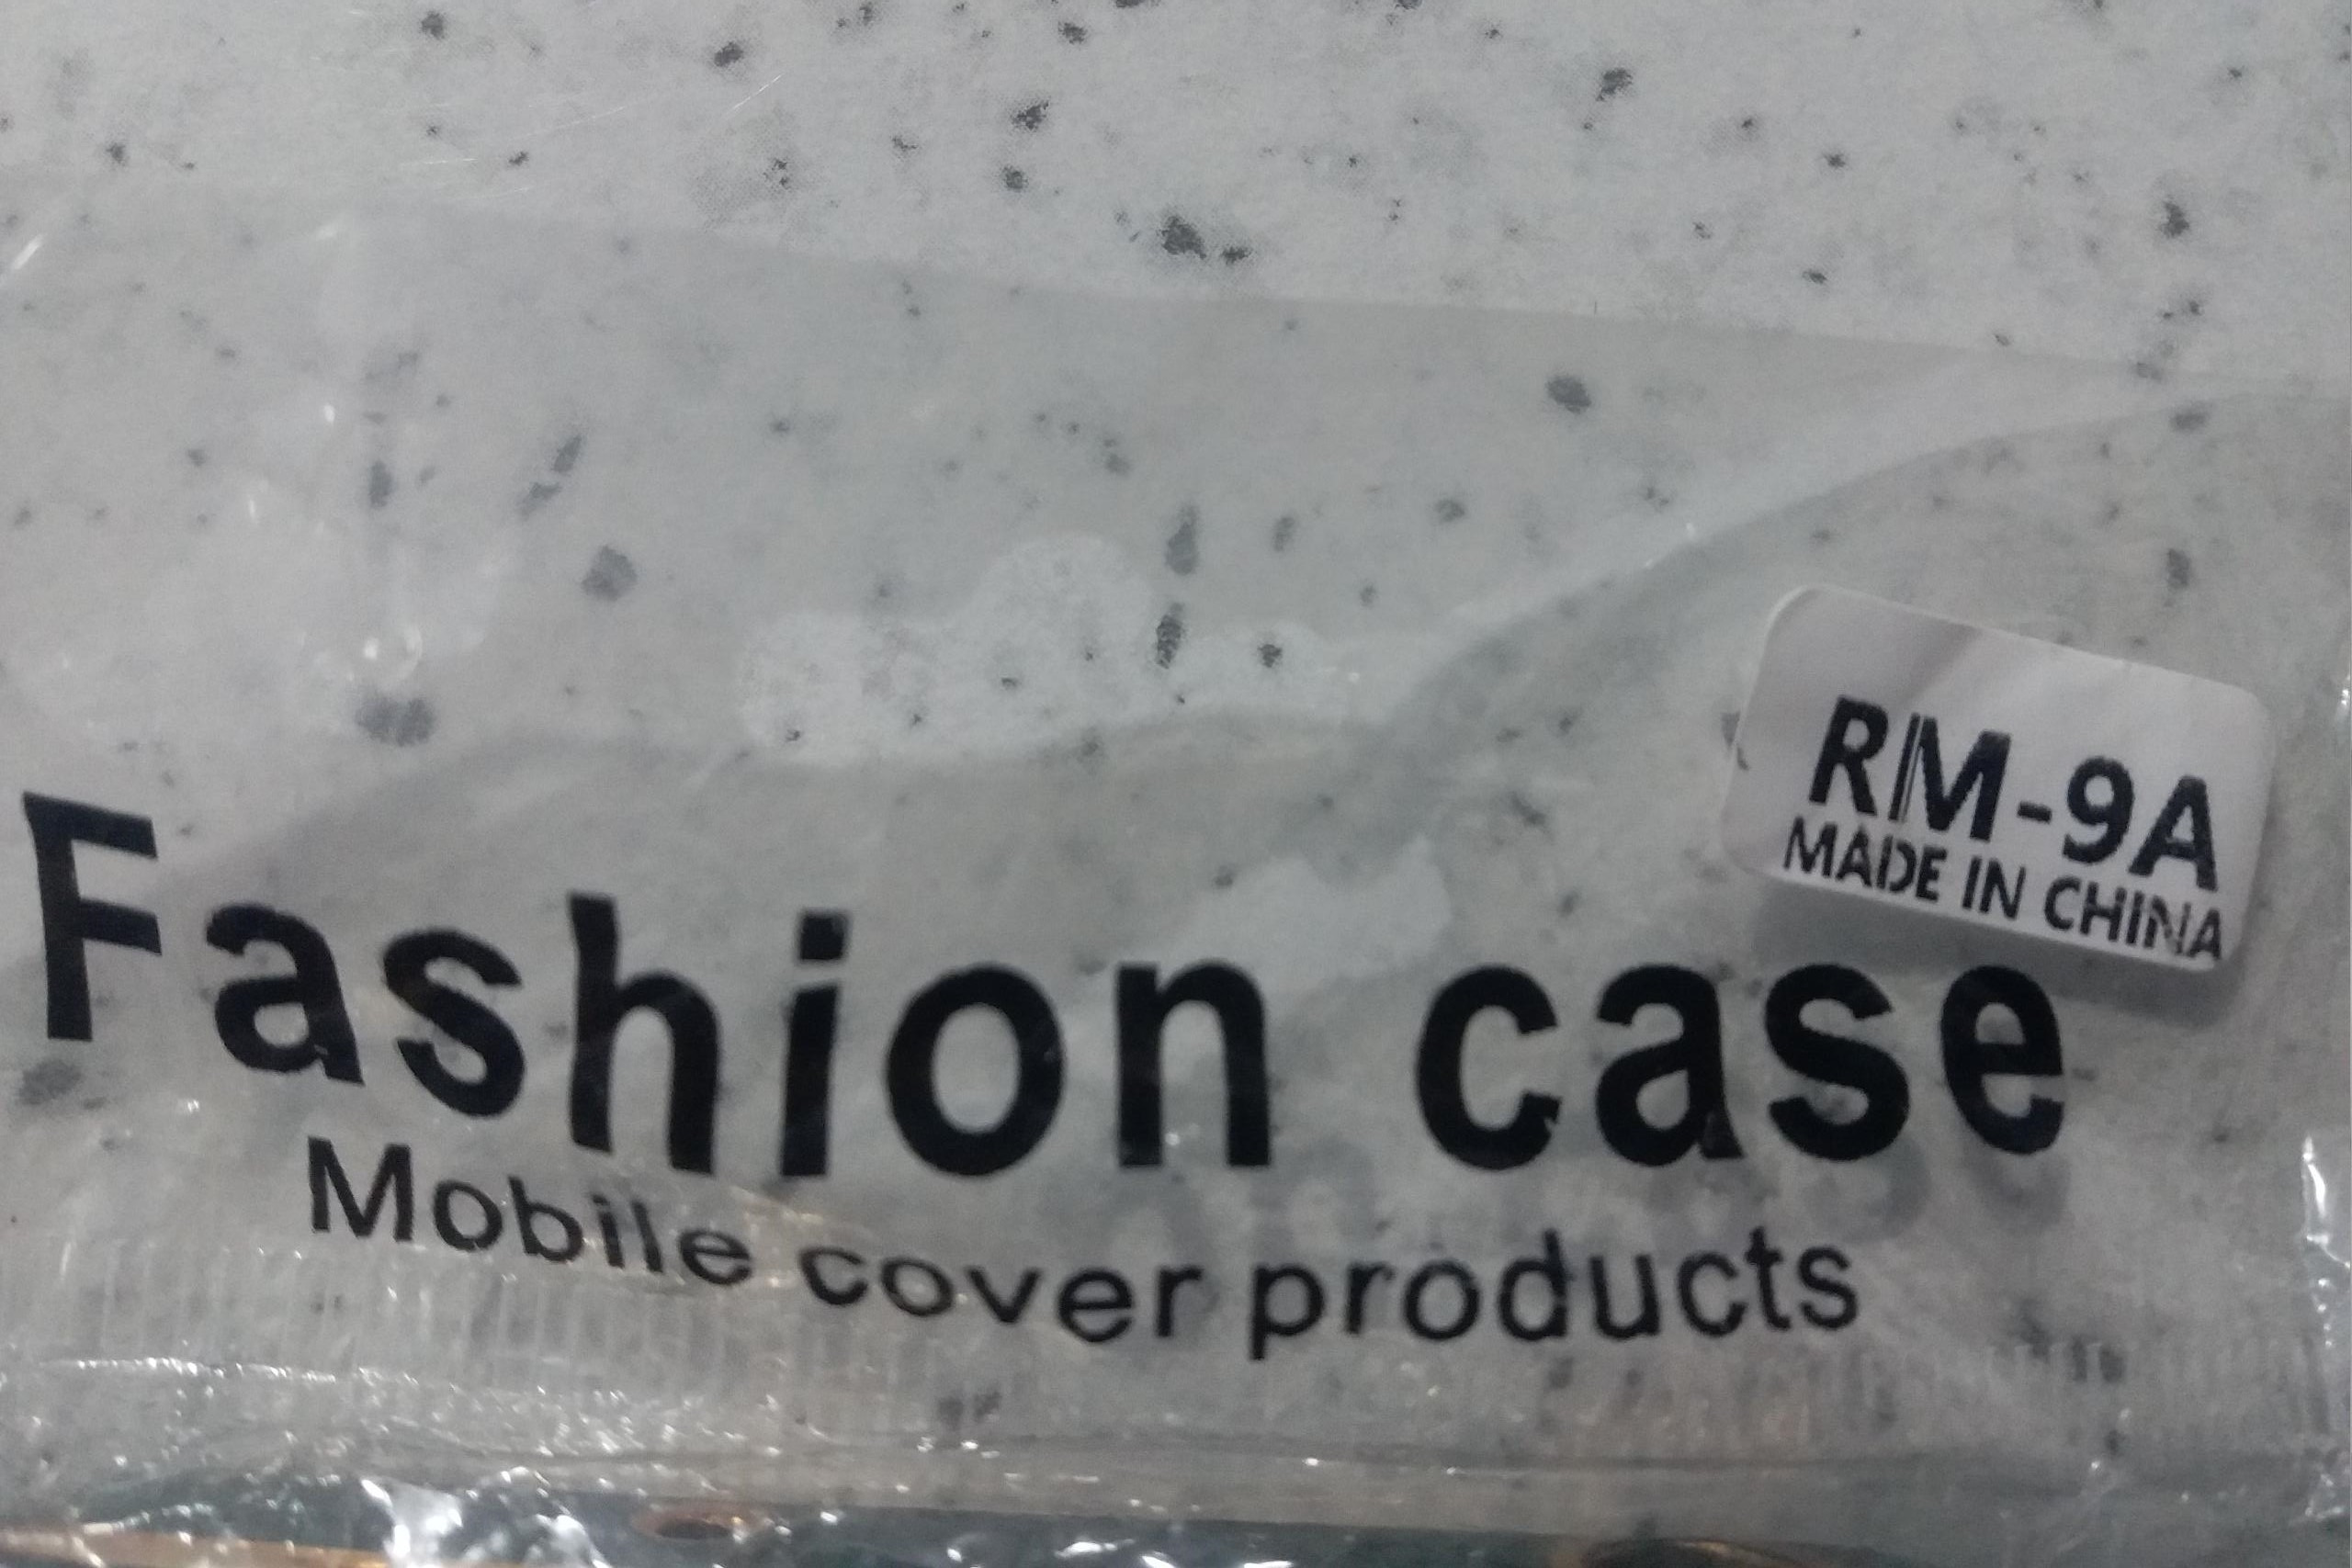 RM-9A
MADE IN CHINA
Fashion case
Mobile cover products